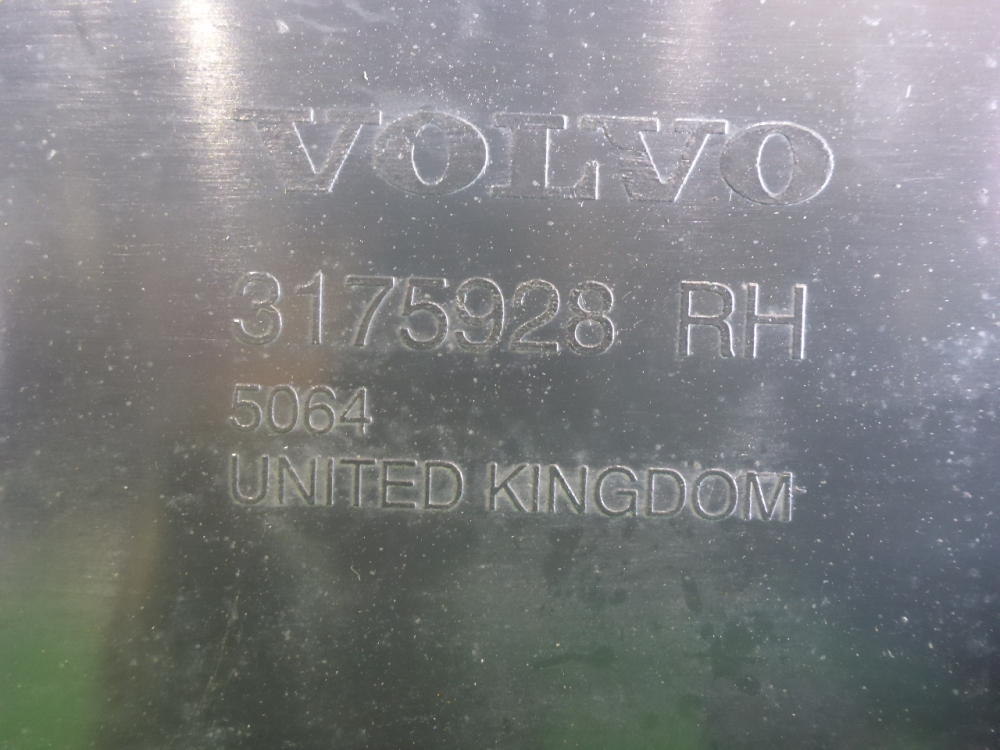 VOLVO
3175928 RH
5064
UNITED KINGDOM